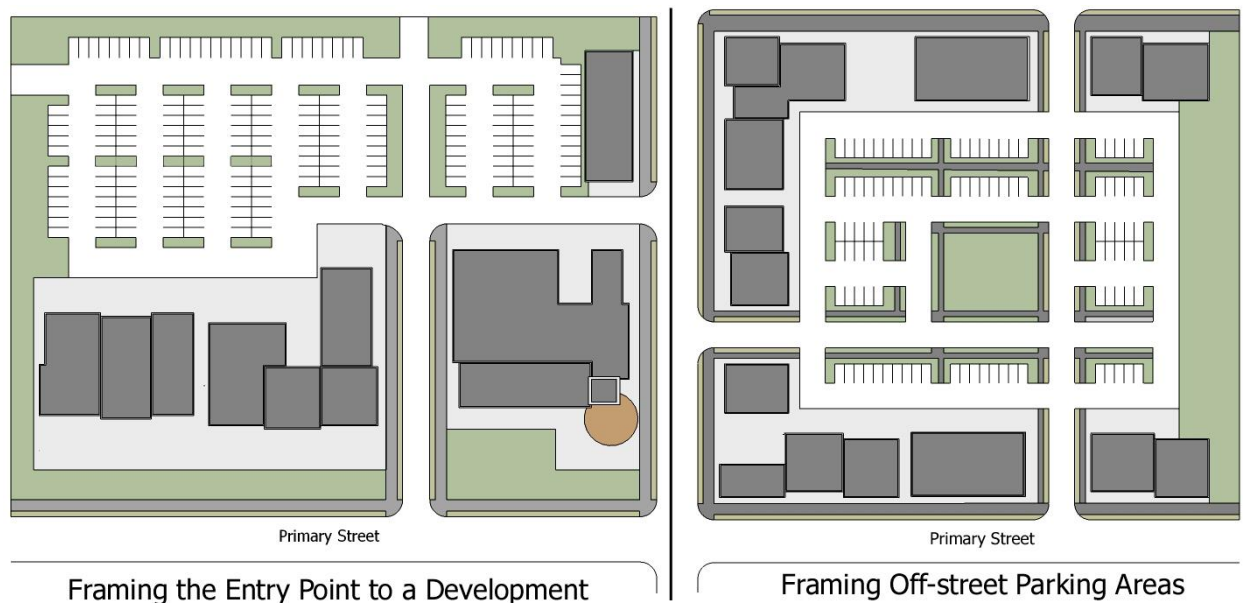 Primary Street
Framing the Entry Point to a Development
Primary Street
Framing Off-street Parking Areas